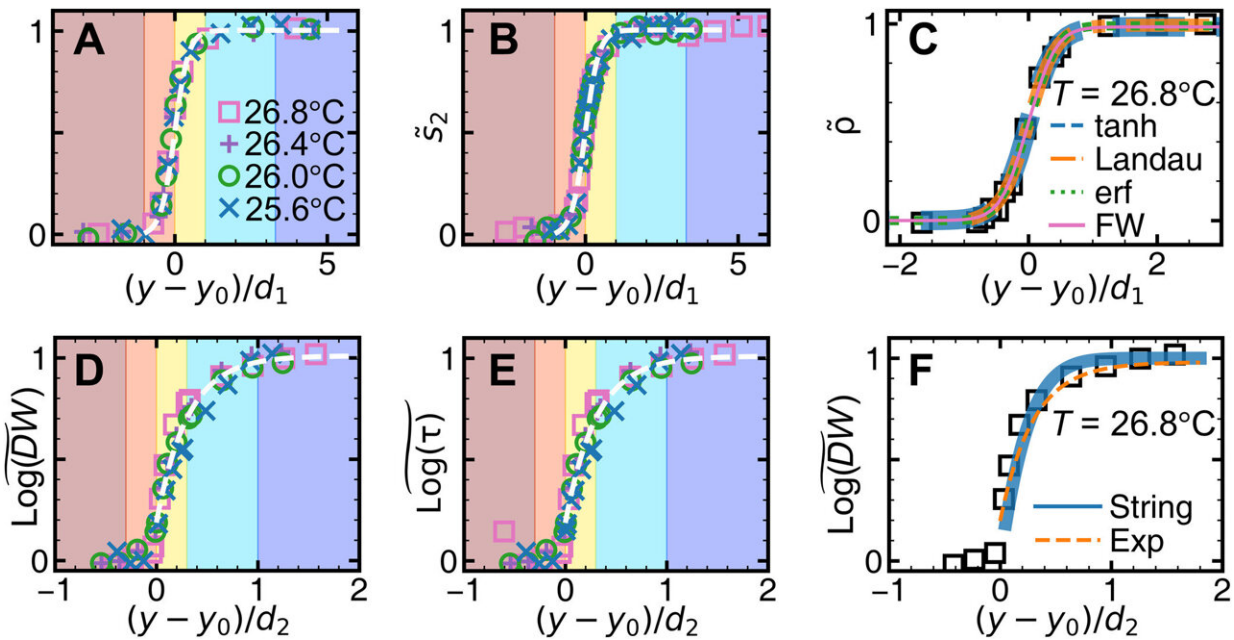 A
1
0
0
5
(y − y₀)/d₁
26.8°C
26.4°C
26.0°C
25.6°C
B
s̃₂
1
0
0
5
(y − y₀)/d₁
C
ρ̃
1
0
−2
0
2
(y − y₀)/d₁
T = 26.8°C
tanh
Landau
erf
FW
D
Log(D͠W)
1
0
−1
0
1
2
(y − y₀)/d₂
E
Log(τ)
1
0
−1
0
1
2
(y − y₀)/d₂
F
Log(D͠W)
1
0
−1
0
1
2
(y − y₀)/d₂
T = 26.8°C
String
Exp